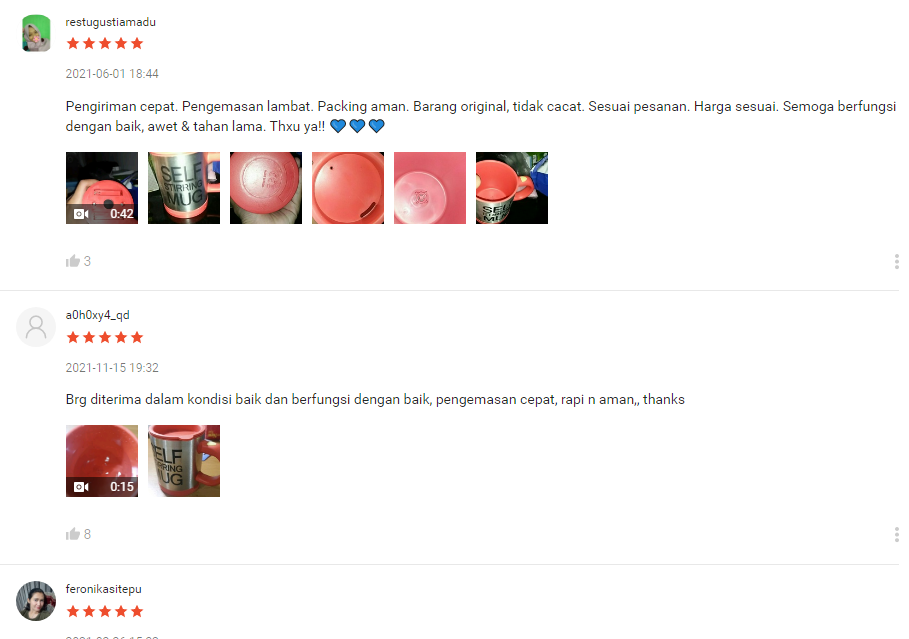 restugustiamadu
2021-06-01 18:44
Pengiriman cepat. Pengemasan lambat. Packing aman. Barang original, tidak cacat. Sesuai pesanan. Harga sesuai. Semoga berfungsi
dengan baik, awet & tahan lama. Thxu ya!! 💙💙💙
0:42
SELF
STIRRING
MUG
SELF
STIRRING
MUG
3
a0h0xy4_qd
2021-11-15 19:32
Brg diterima dalam kondisi baik dan berfungsi dengan baik, pengemasan cepat, rapi n aman,, thanks
0:15
ELF
RRING
UG
8
feronikasitepu